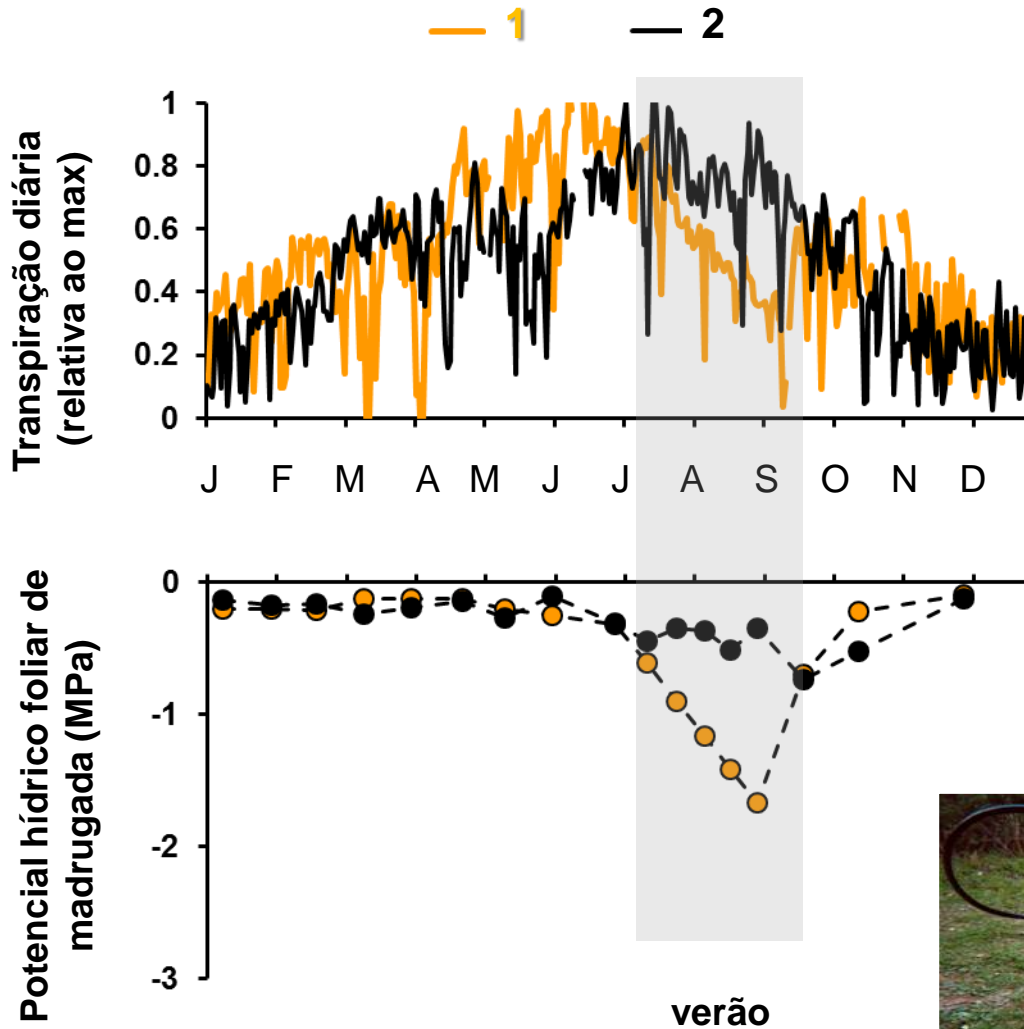 1 2
Transpiração diária
(relativa ao max)
1
0.8
0.6
0.4
0.2
0
J F M A M J J A S O N D
Potencial hídrico foliar de
madrugada (MPa)
0
-1
-2
-3
verão